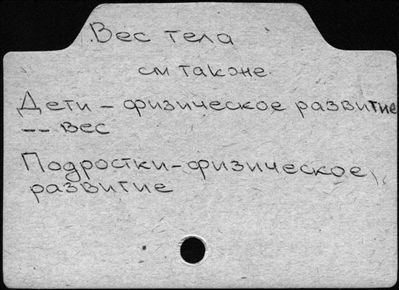 Вес тела
см также
Дети – физическое развитие
-- вес
Подростки-физическое
развитие